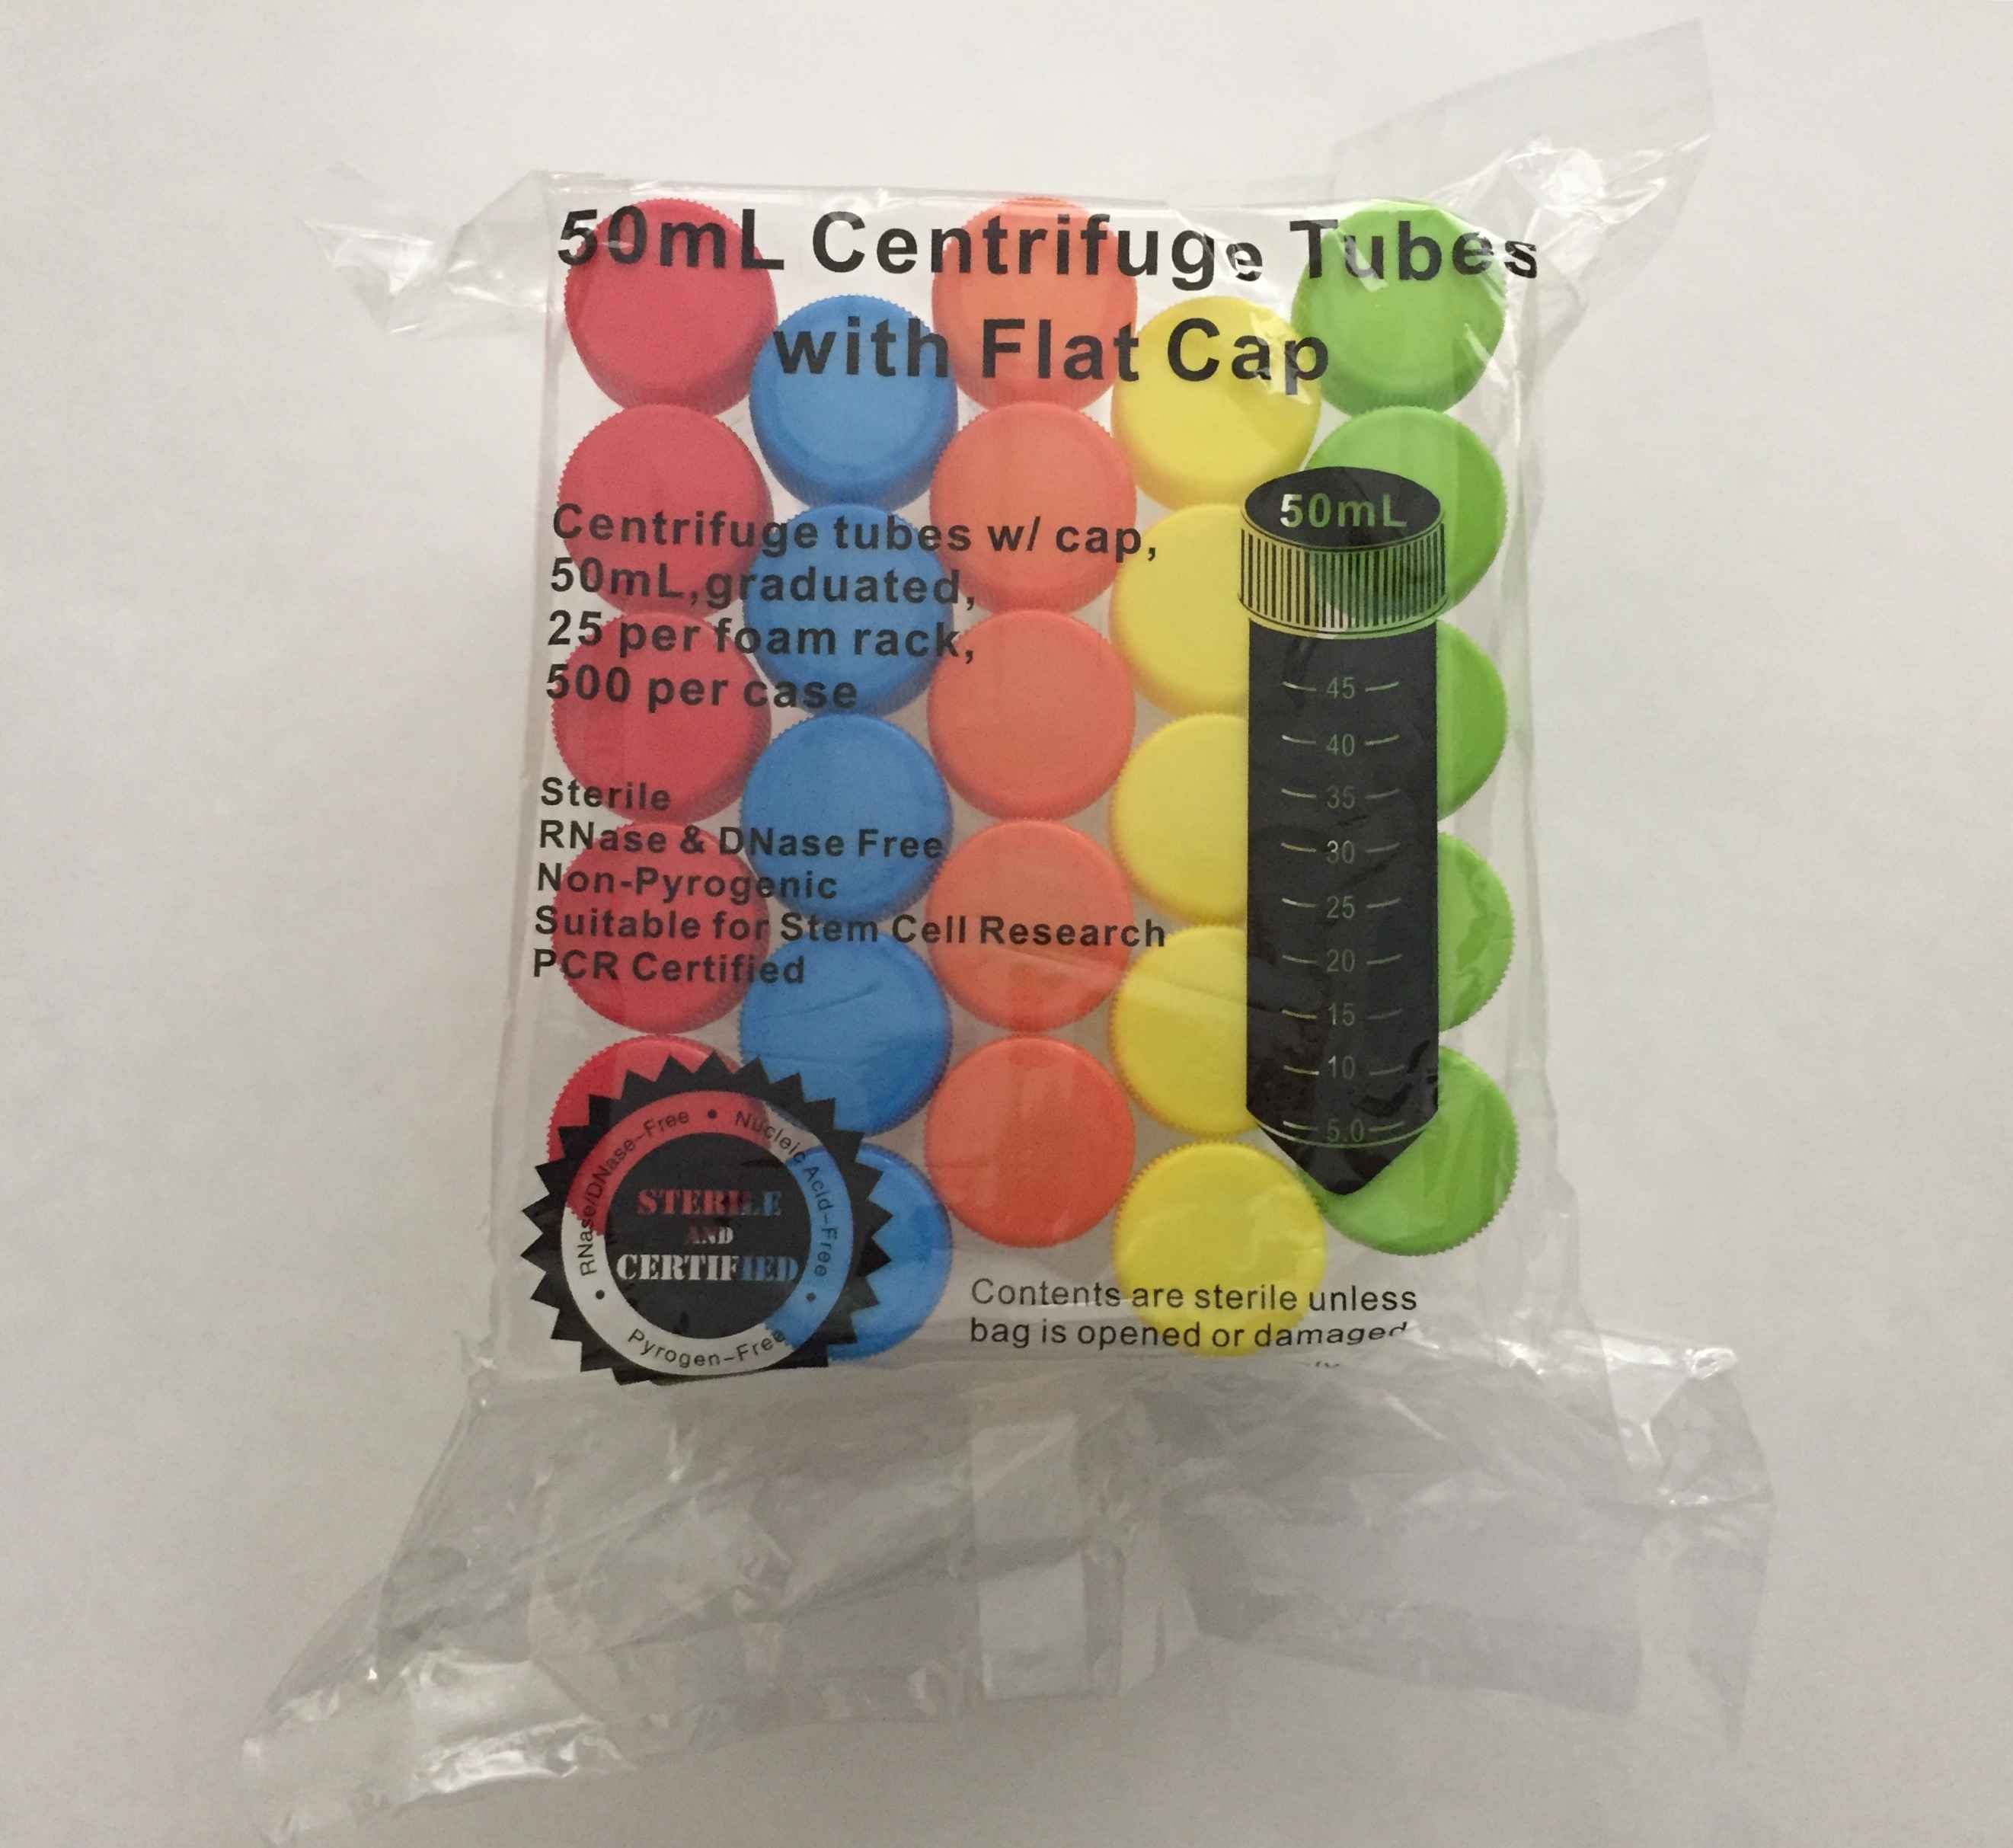 50mL Centrifuge Tubes
with Flat Cap
50mL
Centrifuge tubes w/ cap,
50mL,graduated,
25 per foam rack,
500 per case
45
40
35
30
25
20
15
10
5.0
Sterile
RNase & DNase Free
Non-Pyrogenic
Suitable for Stem Cell Research
PCR Certified
RNase/DNase-Free • Nucleic Acid-Free • Pyrogen-Free •
STERILE
AND
CERTIFIED
Contents are sterile unless
bag is opened or damaged